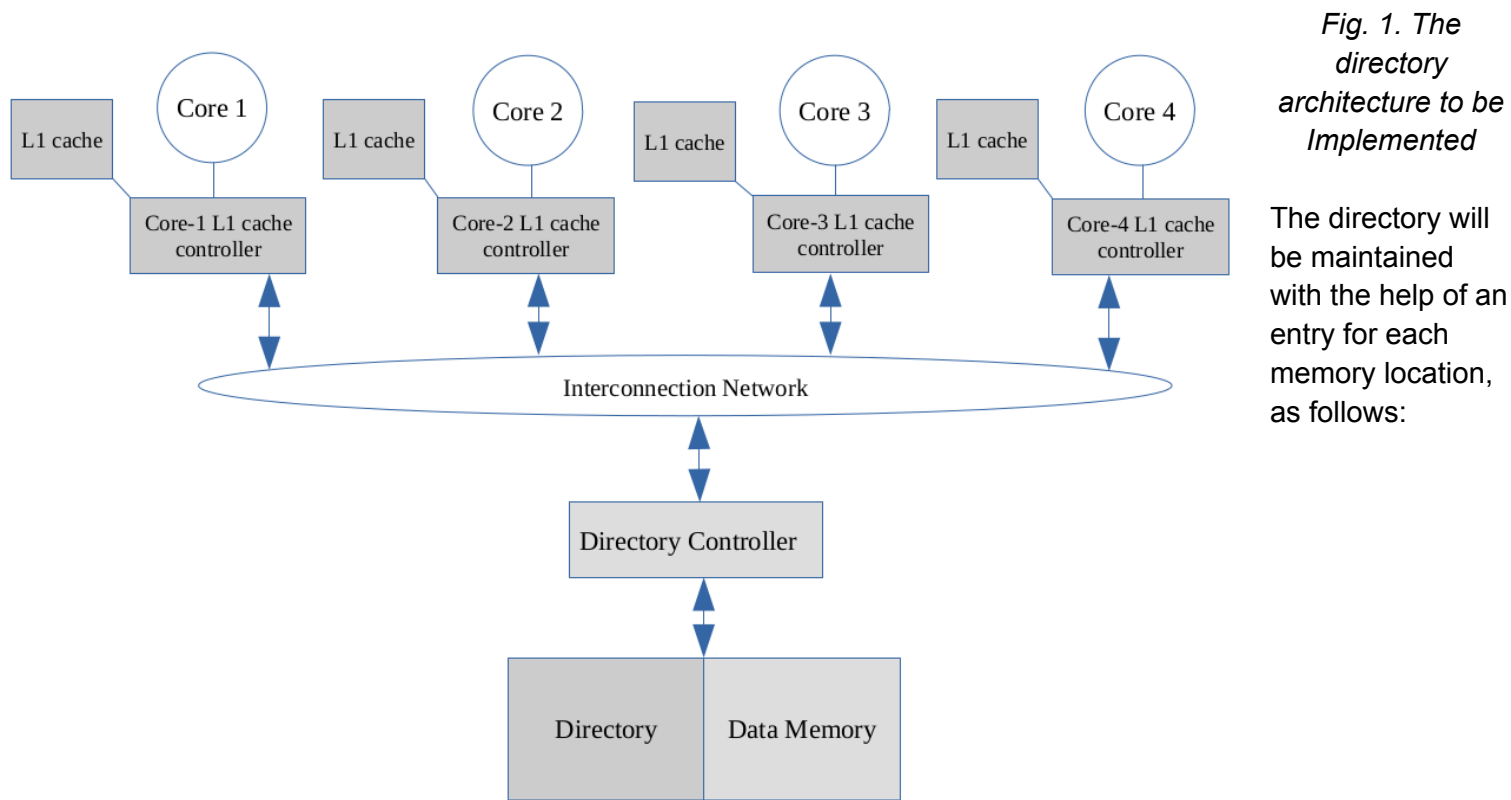 Fig. 1. The
directory
architecture to be
Implemented
Core 1
Core 2
Core 3
Core 4
L1 cache
L1 cache
L1 cache
L1 cache
Core-1 L1 cache
controller
Core-2 L1 cache
controller
Core-3 L1 cache
controller
Core-4 L1 cache
controller
The directory will
be maintained
with the help of an
entry for each
memory location,
as follows:
Interconnection Network
Directory Controller
Directory
Data Memory